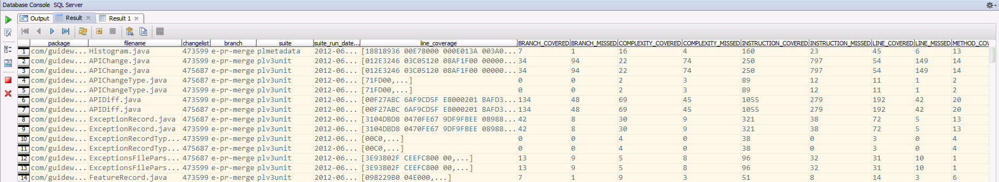 Database Console SQL Server
Output Result Result 1
package filename changelist branch suite suite_run_date... line_coverage BRANCH_COVERED BRANCH_MISSED COMPLEXITY_COVERED COMPLEXITY_MISSED INSTRUCTION_COVERED INSTRUCTION_MISSED LINE_COVERED LINE_MISSED METHOD_COV
1 com/guidew... Histogram.java 473599 e-pr-merge plmetadata 2012-06... [18818936 00E78000 000E013A 003A0... 7 1 16 4 160 23 45 6 13
2 com/guidew... APIChange.java 473599 e-pr-merge plv3unit 2012-06... [012E3246 03C05120 08AF1F00 00000... 34 94 22 74 250 797 54 149 14
3 com/guidew... APIChange.java 475687 e-pr-merge plv3unit 2012-06... [012E3246 03C05120 08AF1F00 00000... 34 94 22 74 250 797 54 149 14
4 com/guidew... APIChangeType.java 475687 e-pr-merge plv3unit 2012-06... [71FD00,...] 0 0 2 3 89 12 11 1 2
5 com/guidew... APIChangeType.java 473599 e-pr-merge plv3unit 2012-06... [71FD00,...] 0 0 2 3 89 12 11 1 2
6 com/guidew... APIDiff.java 473599 e-pr-merge plv3unit 2012-06... [00F27ABC 6AF9CD5F E8000201 BAFD3... 134 48 69 45 1055 279 192 42 20
7 com/guidew... APIDiff.java 475687 e-pr-merge plv3unit 2012-06... [00F27ABC 6AF9CD5F E8000201 BAFD3... 134 48 69 45 1055 279 192 42 20
8 com/guidew... ExceptionRecord.java 475687 e-pr-merge plv3unit 2012-06... [3104DBD8 0470FE67 9DF9FBEE 08988... 42 8 30 9 321 38 72 5 13
9 com/guidew... ExceptionRecord.java 473599 e-pr-merge plv3unit 2012-06... [3104DBD8 0470FE67 9DF9FBEE 08988... 42 8 30 9 321 38 72 5 13
10 com/guidew... ExceptionRecordTyp... 473599 e-pr-merge plv3unit 2012-06... [00C0,...] 0 0 4 0 38 0 3 0 4
11 com/guidew... ExceptionRecordTyp... 475687 e-pr-merge plv3unit 2012-06... [00C0,...] 0 0 4 0 38 0 3 0 4
12 com/guidew... ExceptionsFilePars... 475687 e-pr-merge plv3unit 2012-06... [3E93802F CEEFC800 00,...] 13 9 5 8 96 32 31 10 1
13 com/guidew... ExceptionsFilePars... 473599 e-pr-merge plv3unit 2012-06... [3E93802F CEEFC800 00,...] 13 9 5 8 96 32 31 10 1
14 com/guidew... FeatureRecord.java 473599 e-pr-merge plv3unit 2012-06... [098229B0 04E000,...] 7 1 9 3 51 8 14 3 6